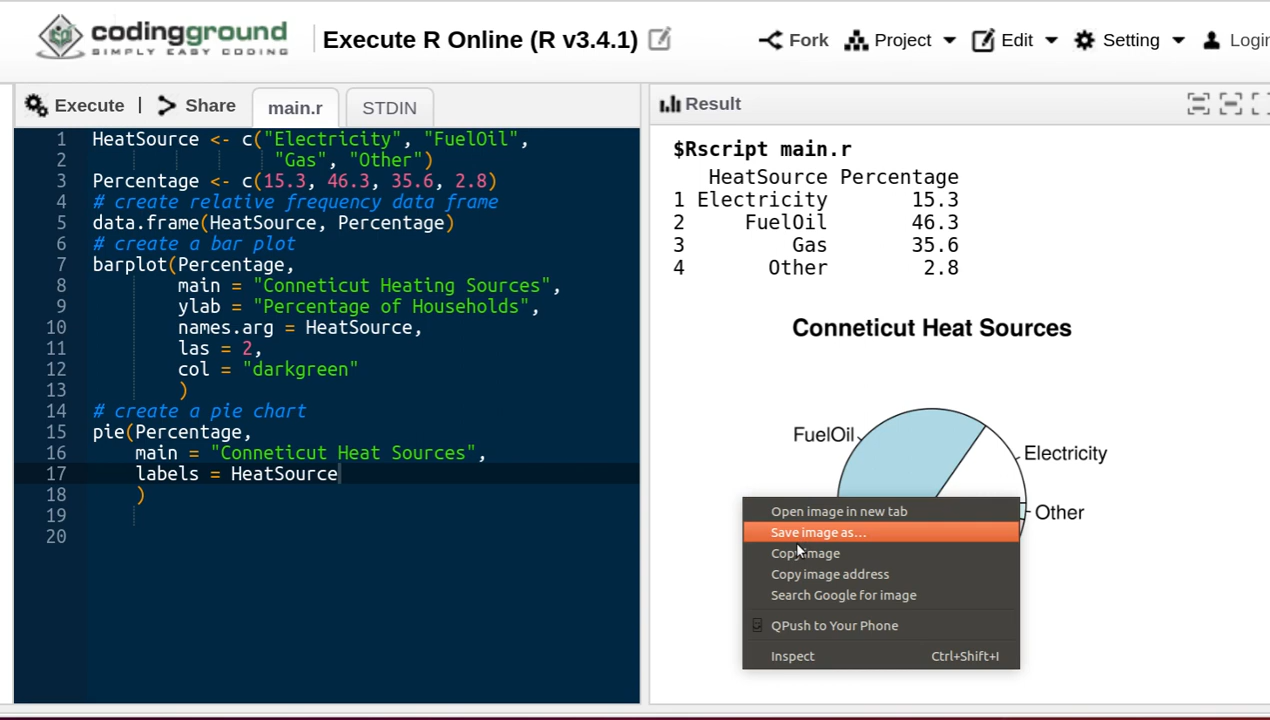 codingground
SIMPLY EASY CODING
Execute R Online (R v3.4.1)
Fork
Project
Edit
Setting
Login
Execute | Share
main.r
STDIN
Result
1 HeatSource <- c("Electricity", "FuelOil",
2 "Gas", "Other")
3 Percentage <- c(15.3, 46.3, 35.6, 2.8)
4 # create relative frequency data frame
5 data.frame(HeatSource, Percentage)
6 # create a bar plot
7 barplot(Percentage,
8 main = "Conneticut Heating Sources",
9 ylab = "Percentage of Households",
10 names.arg = HeatSource,
11 las = 2,
12 col = "darkgreen"
13 )
14 # create a pie chart
15 pie(Percentage,
16 main = "Conneticut Heat Sources",
17 labels = HeatSource
18 )
19
20
$Rscript main.r
HeatSource Percentage
1 Electricity 15.3
2 FuelOil 46.3
3 Gas 35.6
4 Other 2.8
Conneticut Heat Sources
FuelOil
Electricity
Other
Open image in new tab
Save image as...
Copy image
Copy image address
Search Google for image
QPush to Your Phone
Inspect Ctrl+Shift+I